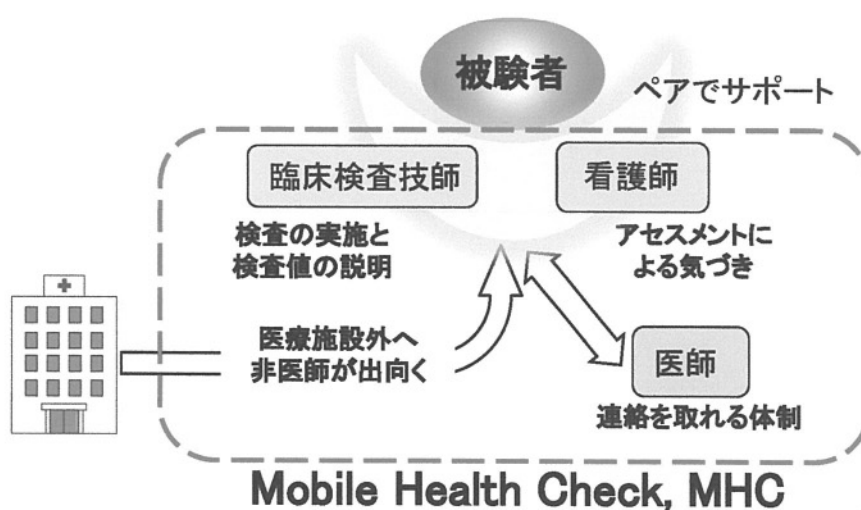 被験者
ペアでサポート
臨床検査技師
看護師
検査の実施と
検査値の説明
アセスメントに
よる気づき
医療施設外へ
非医師が出向く
医師
連絡を取れる体制
Mobile Health Check, MHC